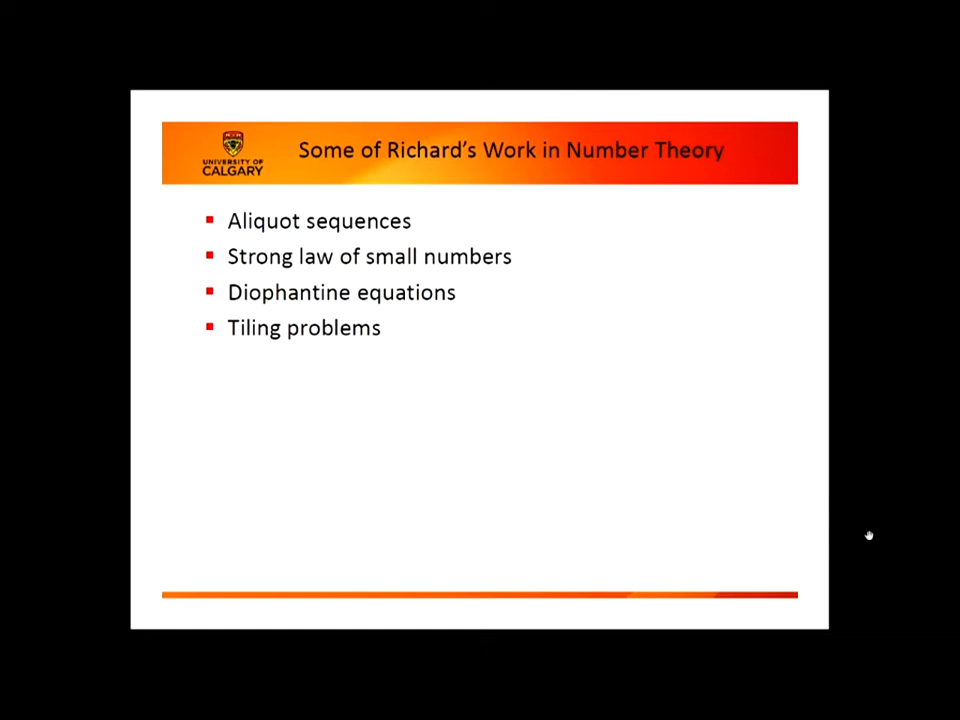 UNIVERSITY OF
CALGARY
Some of Richard's Work in Number Theory
Aliquot sequences
Strong law of small numbers
Diophantine equations
Tiling problems